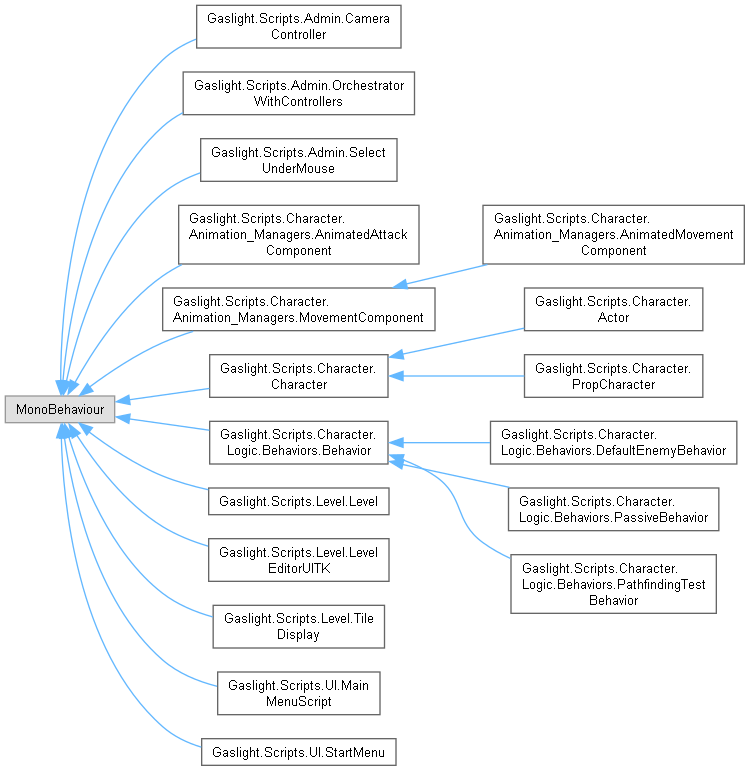 Gaslight.Scripts.Admin.Camera
Controller
Gaslight.Scripts.Admin.Orchestrator
WithControllers
Gaslight.Scripts.Admin.Select
UnderMouse
Gaslight.Scripts.Character.
Animation_Managers.AnimatedAttack
Component
Gaslight.Scripts.Character.
Animation_Managers.AnimatedMovement
Component
Gaslight.Scripts.Character.
Animation_Managers.MovementComponent
Gaslight.Scripts.Character.
Actor
Gaslight.Scripts.Character.
Character
Gaslight.Scripts.Character.
PropCharacter
MonoBehaviour
Gaslight.Scripts.Character.
Logic.Behaviors.Behavior
Gaslight.Scripts.Character.
Logic.Behaviors.DefaultEnemyBehavior
Gaslight.Scripts.Level.Level
Gaslight.Scripts.Character.
Logic.Behaviors.PassiveBehavior
Gaslight.Scripts.Level.Level
EditorUITK
Gaslight.Scripts.Character.
Logic.Behaviors.PathfindingTest
Behavior
Gaslight.Scripts.Level.Tile
Display
Gaslight.Scripts.UI.Main
MenuScript
Gaslight.Scripts.UI.StartMenu